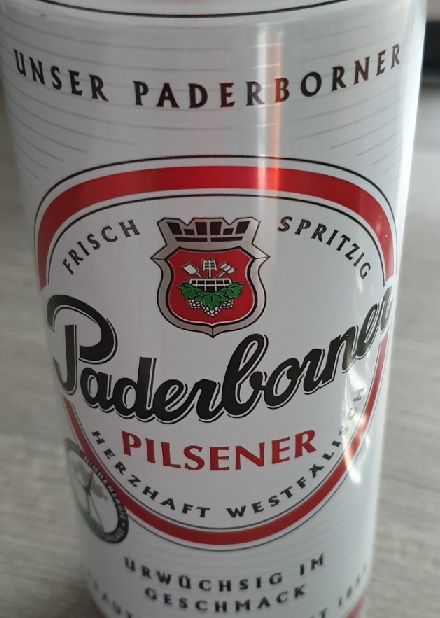 UNSER PADERBORNER
FRISCH SPRITZIG
Paderborner
PILSENER
HERZHAFT WESTFÄLISCH
URWÜCHSIG IM
GESCHMACK